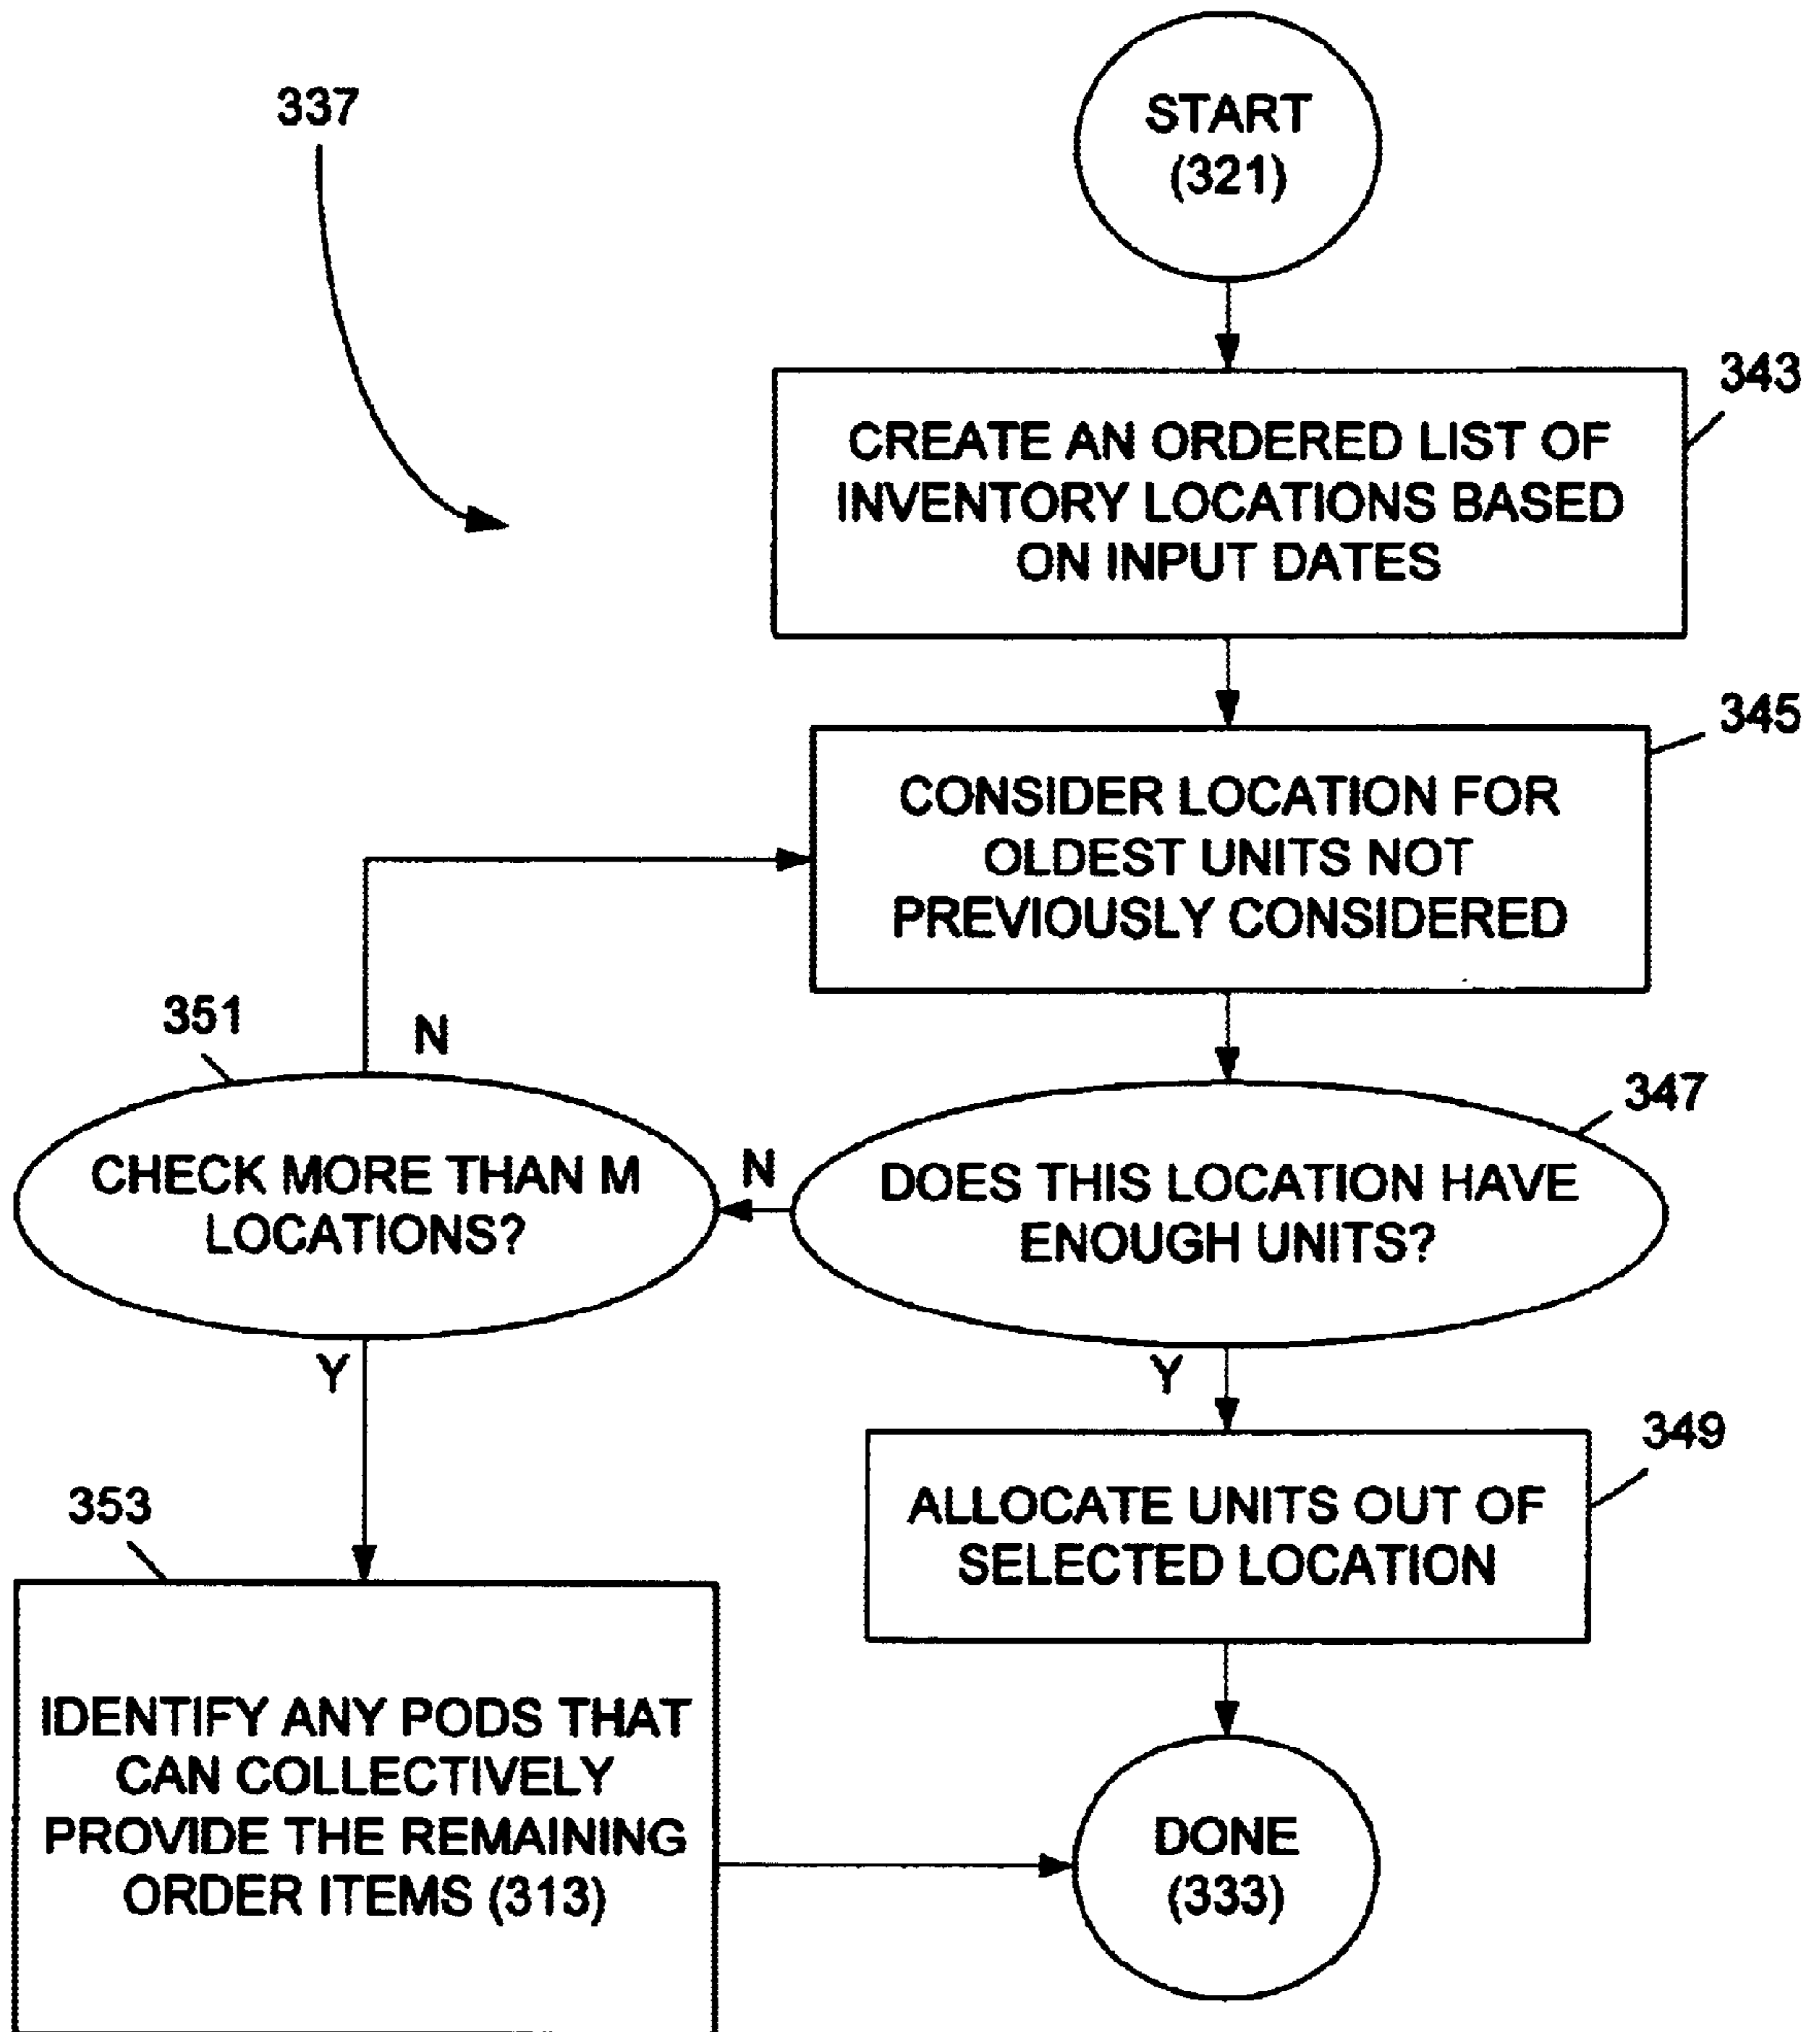 337
START
(321)
343
CREATE AN ORDERED LIST OF
INVENTORY LOCATIONS BASED
ON INPUT DATES
345
CONSIDER LOCATION FOR
OLDEST UNITS NOT
PREVIOUSLY CONSIDERED
351
N
347
CHECK MORE THAN M
LOCATIONS?
N
DOES THIS LOCATION HAVE
ENOUGH UNITS?
Y
Y
349
ALLOCATE UNITS OUT OF
SELECTED LOCATION
353
IDENTIFY ANY PODS THAT
CAN COLLECTIVELY
PROVIDE THE REMAINING
ORDER ITEMS (313)
DONE
(333)